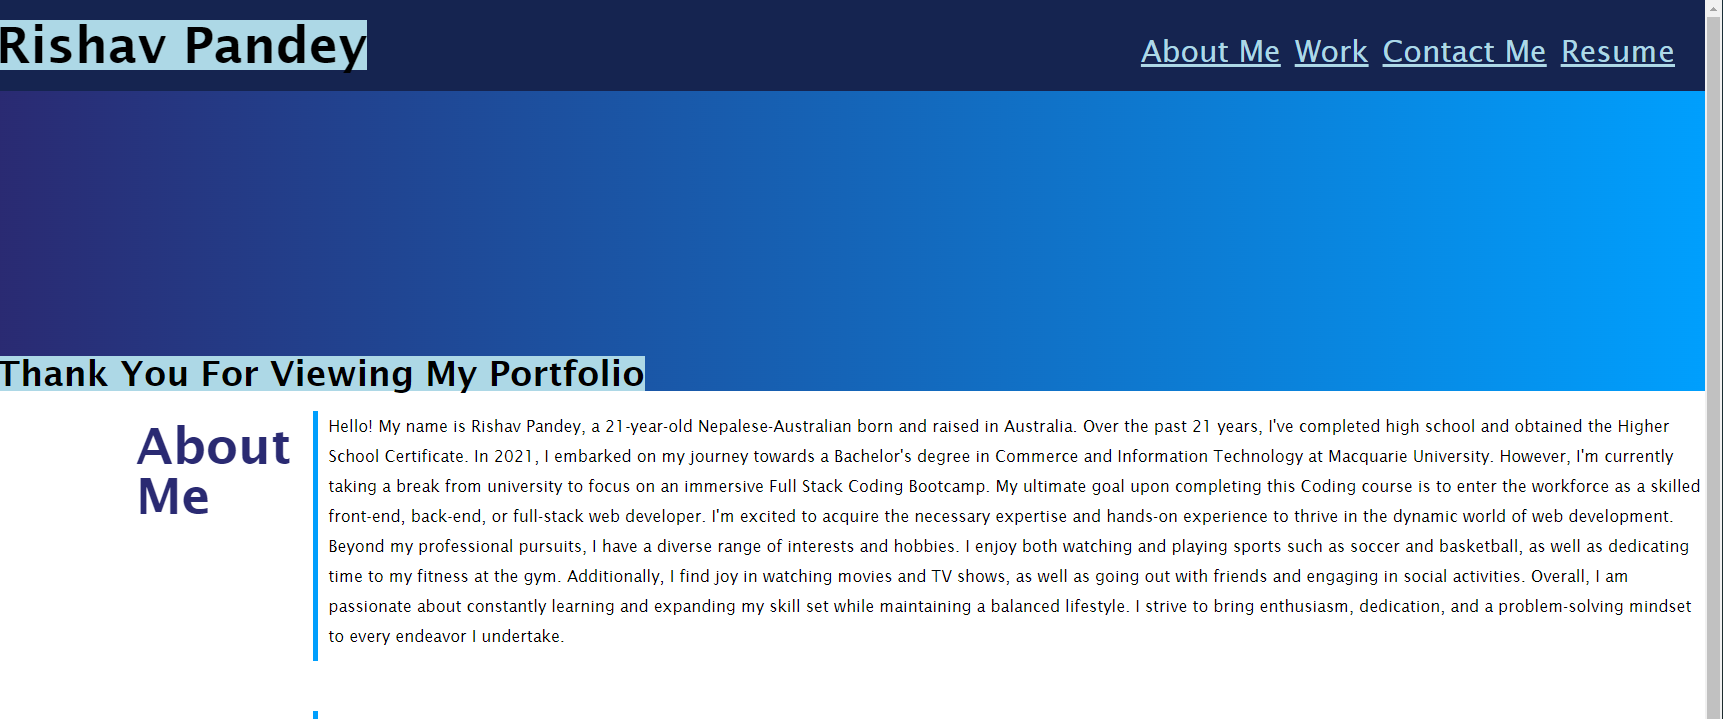 Rishav Pandey
About Me Work Contact Me Resume
Thank You For Viewing My Portfolio
About
Me
Hello! My name is Rishav Pandey, a 21-year-old Nepalese-Australian born and raised in Australia. Over the past 21 years, I've completed high school and obtained the Higher
School Certificate. In 2021, I embarked on my journey towards a Bachelor's degree in Commerce and Information Technology at Macquarie University. However, I'm currently
taking a break from university to focus on an immersive Full Stack Coding Bootcamp. My ultimate goal upon completing this Coding course is to enter the workforce as a skilled
front-end, back-end, or full-stack web developer. I'm excited to acquire the necessary expertise and hands-on experience to thrive in the dynamic world of web development.
Beyond my professional pursuits, I have a diverse range of interests and hobbies. I enjoy both watching and playing sports such as soccer and basketball, as well as dedicating
time to my fitness at the gym. Additionally, I find joy in watching movies and TV shows, as well as going out with friends and engaging in social activities. Overall, I am
passionate about constantly learning and expanding my skill set while maintaining a balanced lifestyle. I strive to bring enthusiasm, dedication, and a problem-solving mindset
to every endeavor I undertake.